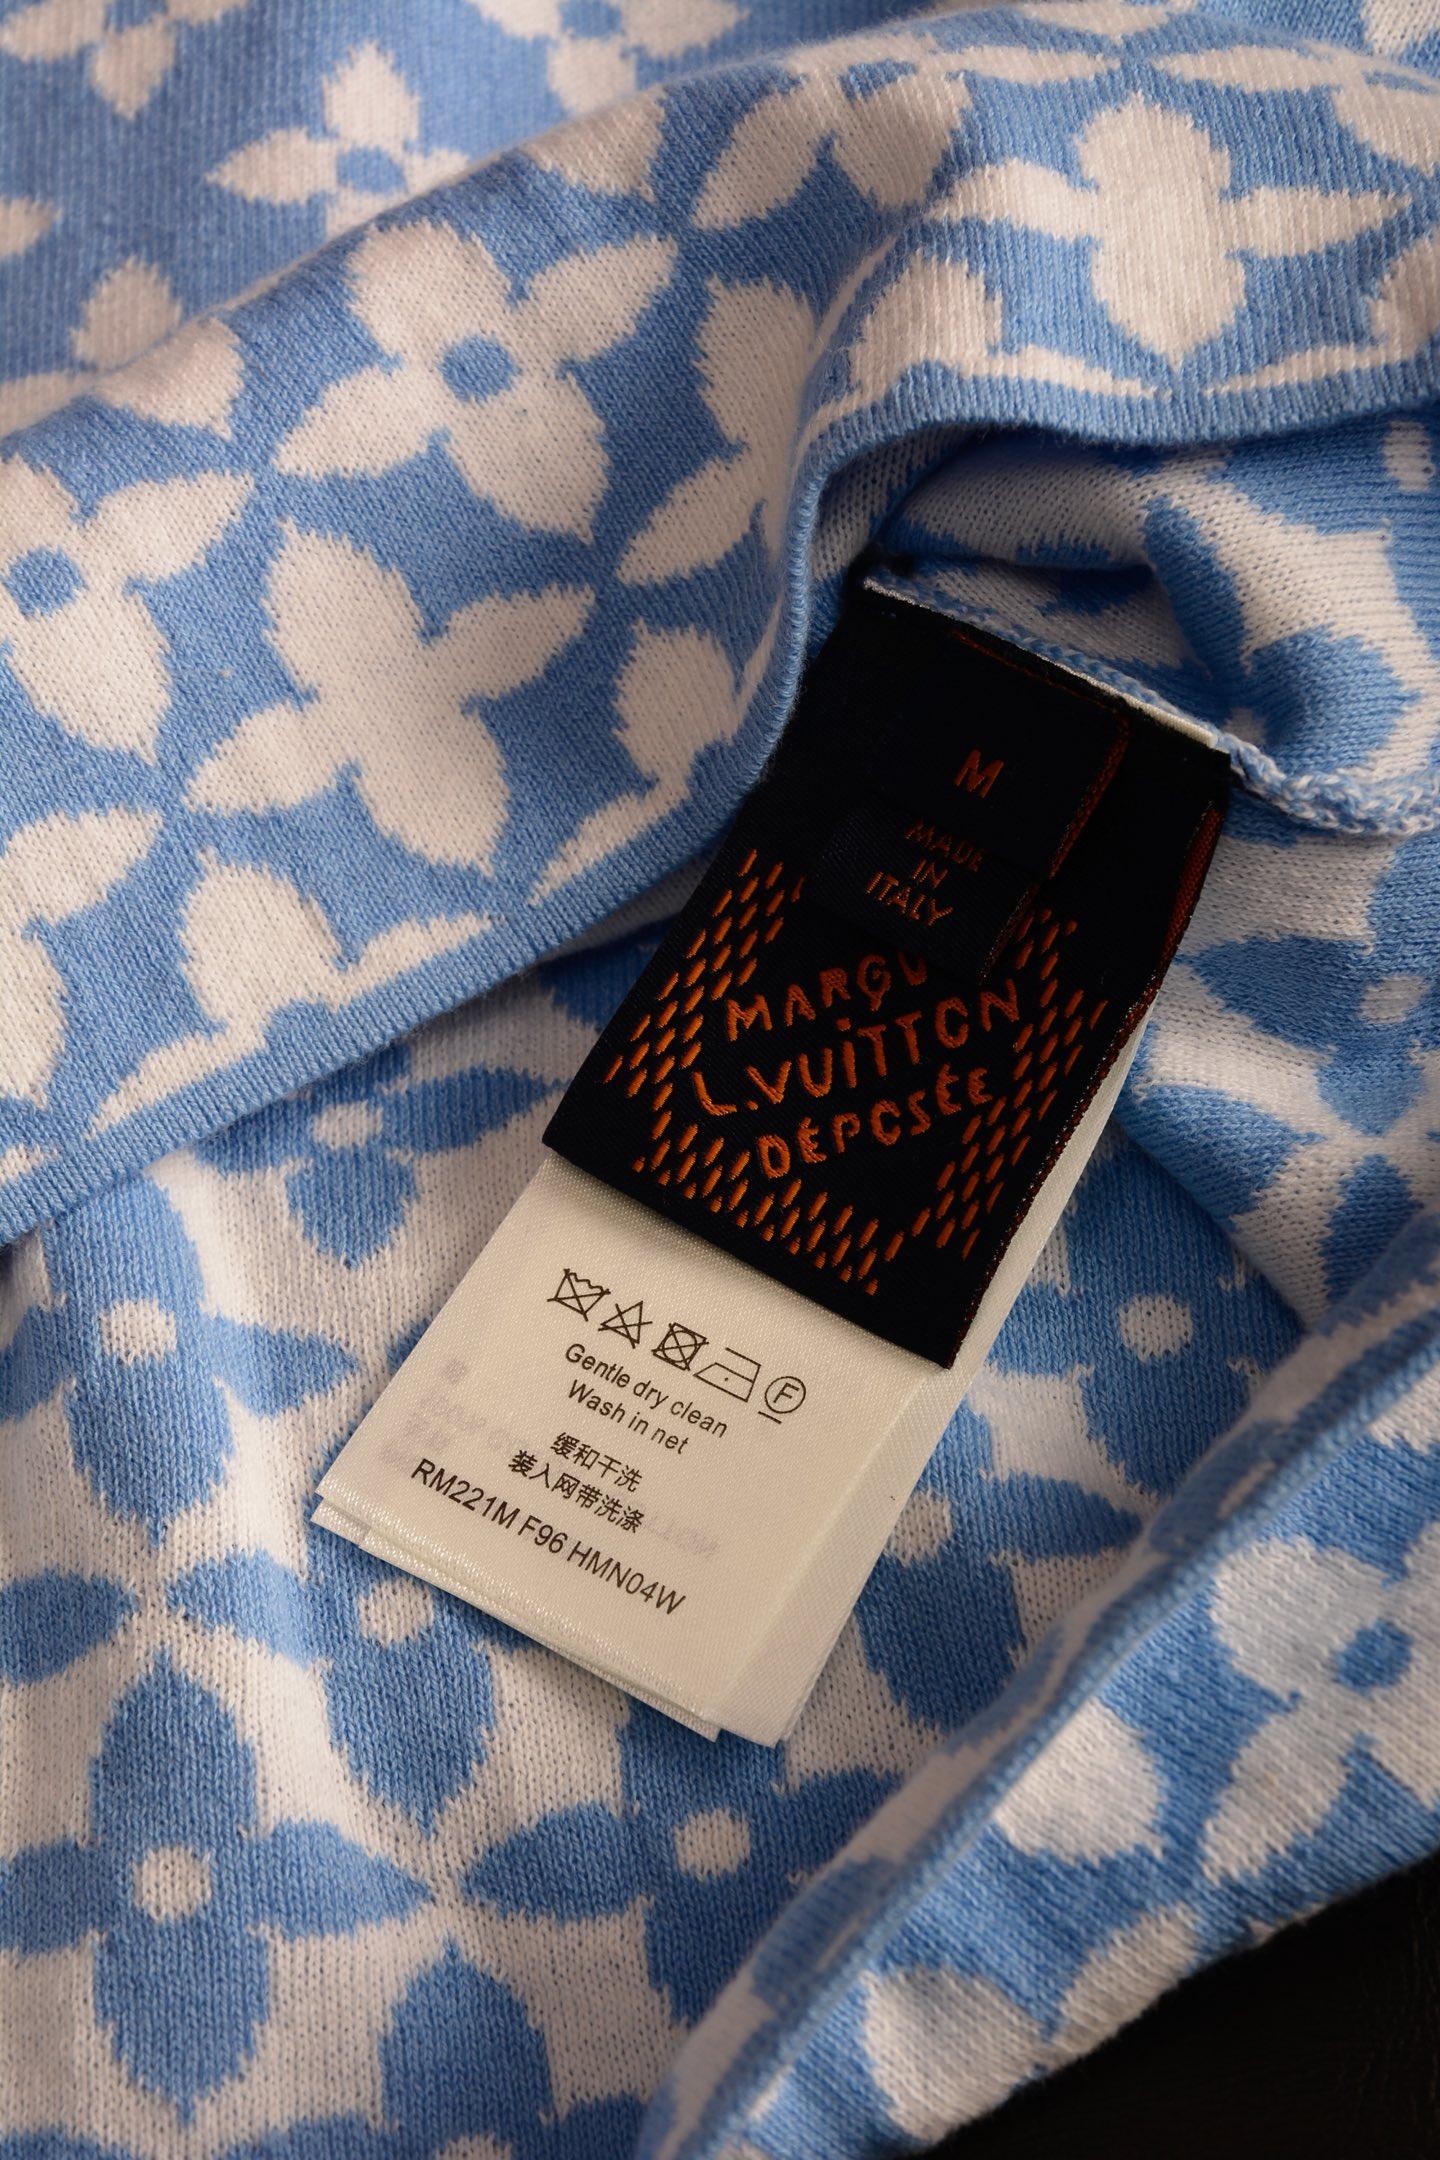 M
MADE
IN
ITALY
MARQU
L.VUITTON
DÉPOSÉE
F
Gentle dry clean
Wash in net
缓和干洗
装入网带洗涤
RM221M F96 HMN04W